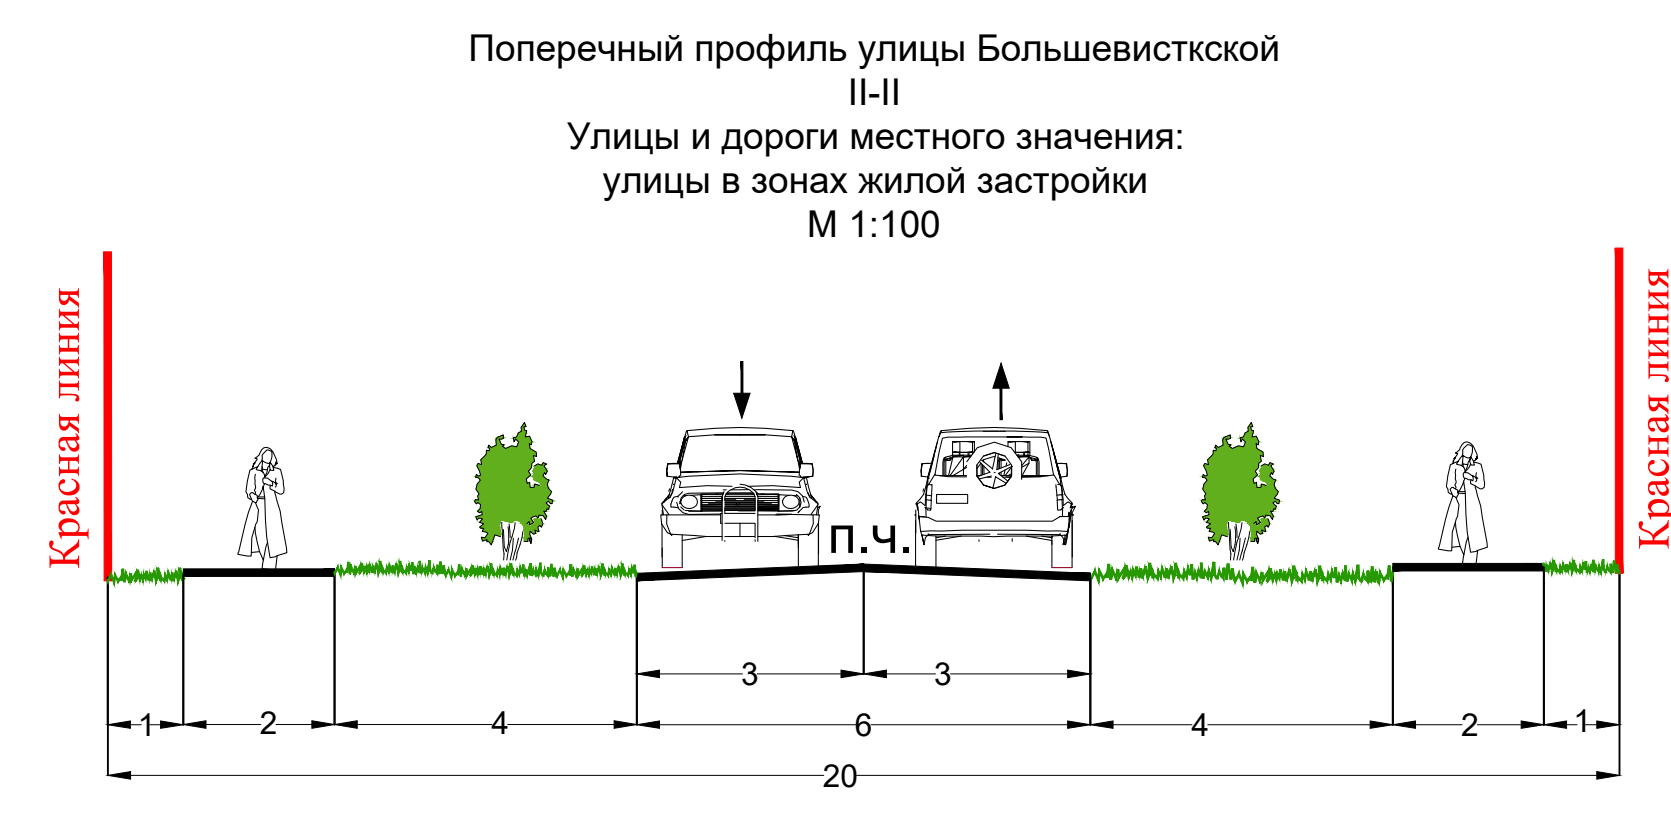 Поперечный профиль улицы Большевисткской
II-II
Улицы и дороги местного значения:
улицы в зонах жилой застройки
М 1:100
Красная линия
Красная линия
п.ч.
3
3
1
2
4
6
4
2
1
20